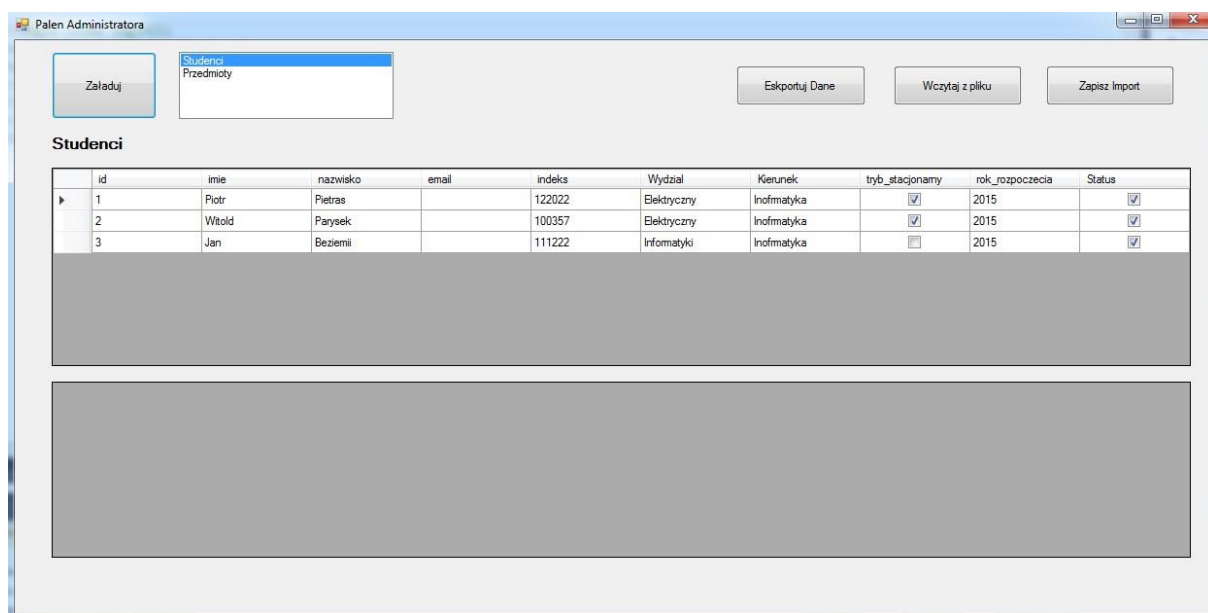 Palen Administratora
Załaduj
Studenci
Przedmioty
Eskportuj Dane
Wczytaj z pliku
Zapisz Import
Studenci
id imie nazwisko email indeks Wydzial Kierunek tryb_stacjonarny rok_rozpoczecia Status
1 Piotr Pietras 122022 Elektryczny Inofrmatyka 2015
2 Witold Parysek 100357 Elektryczny Inofrmatyka 2015
3 Jan Beziemii 111222 Informatyki Inofrmatyka 2015